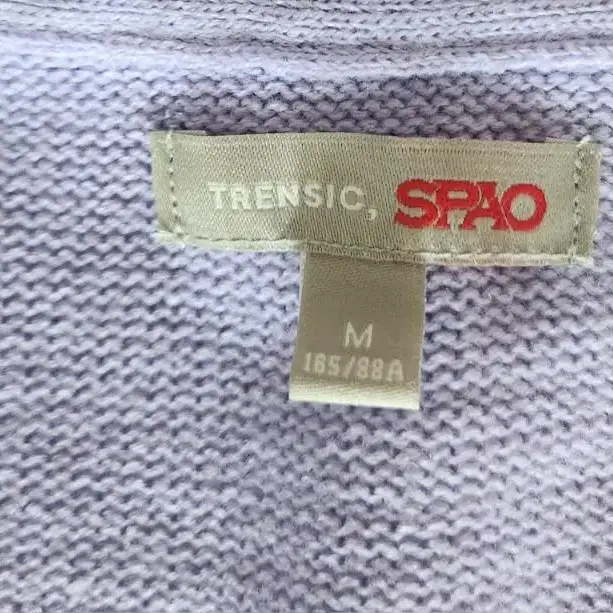 TRENSIC, SPAO
M
165/88A